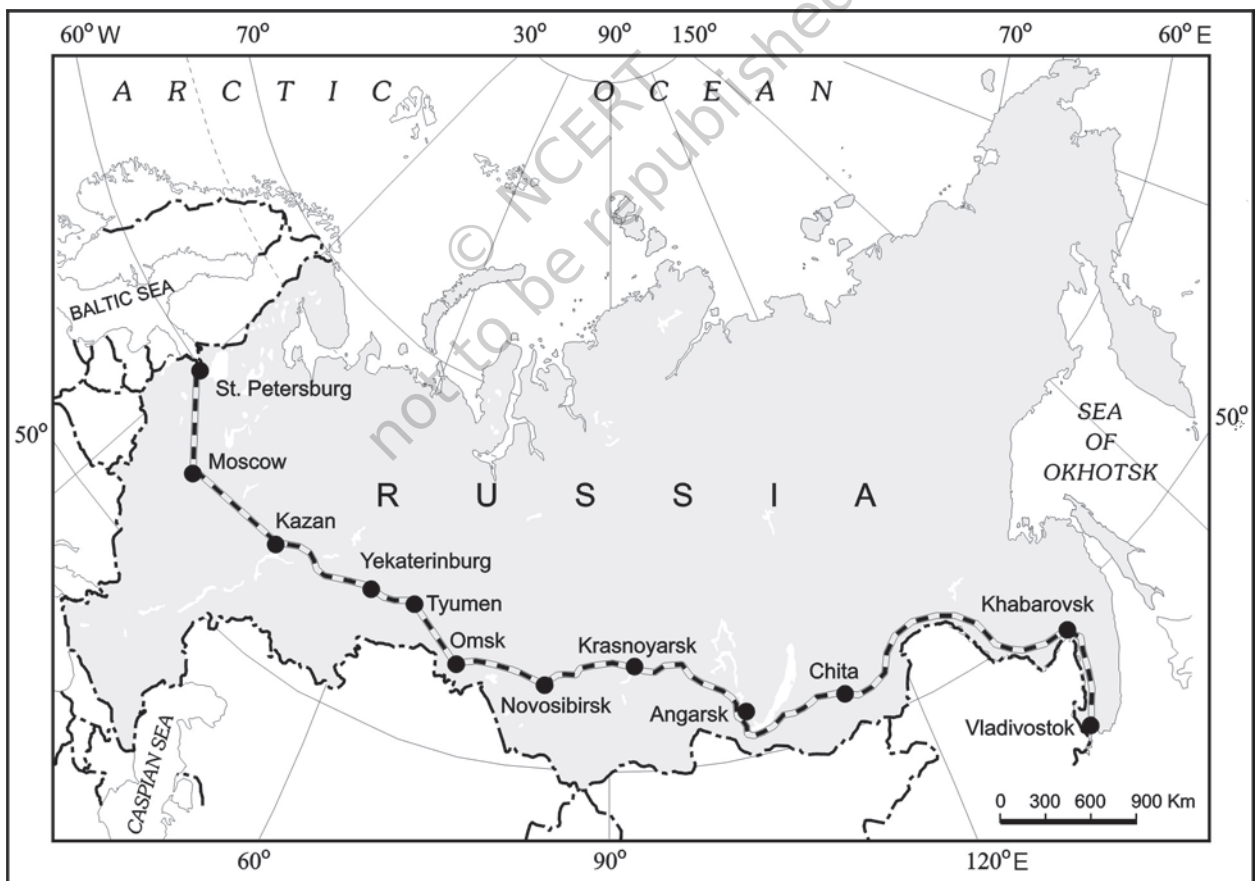 60° W 70° 30° 90° 150° 70° 60° E
A R C T I C O C E A N
© NCERT
not to be republished
BALTIC SEA
St. Petersburg
50°
50°
SEA
OF
OKHOTSK
Moscow
R U S S I A
Kazan
Yekaterinburg
Tyumen
Khabarovsk
Omsk
Krasnoyarsk
Chita
Novosibirsk
Angarsk
Vladivostok
CASPIAN SEA
0 300 600 900 Km
60° 90° 120° E